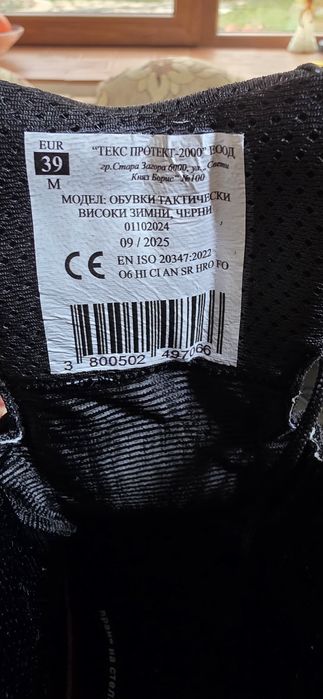 EUR
39
M
"ТЕКС ПРОТЕКТ-2000" ЕООД
гр.Стара Загора 6000, ул. "Свети
Княз Борис" №100
МОДЕЛ: ОБУВКИ ТАКТИЧЕСКИ
ВИСОКИ ЗИМНИ, ЧЕРНИ
01102024
09 / 2025
CE EN ISO 20347:2022
O6 HI CI AN SR HRO FO
3 800502 497066